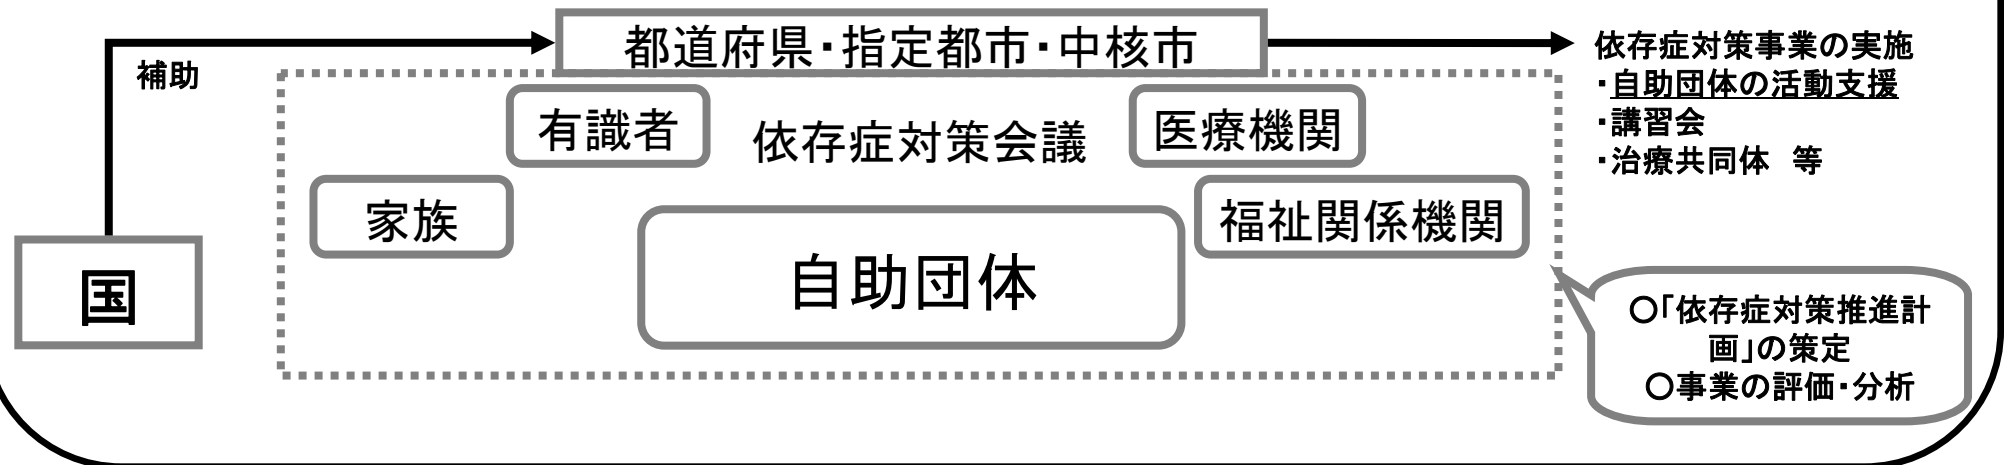 都道府県・指定都市・中核市
補助
依存症対策事業の実施
・自助団体の活動支援
・講習会
・治療共同体　等
有識者
依存症対策会議
医療機関
家族
福祉関係機関
自助団体
国
○「依存症対策推進計
画」の策定
○事業の評価・分析